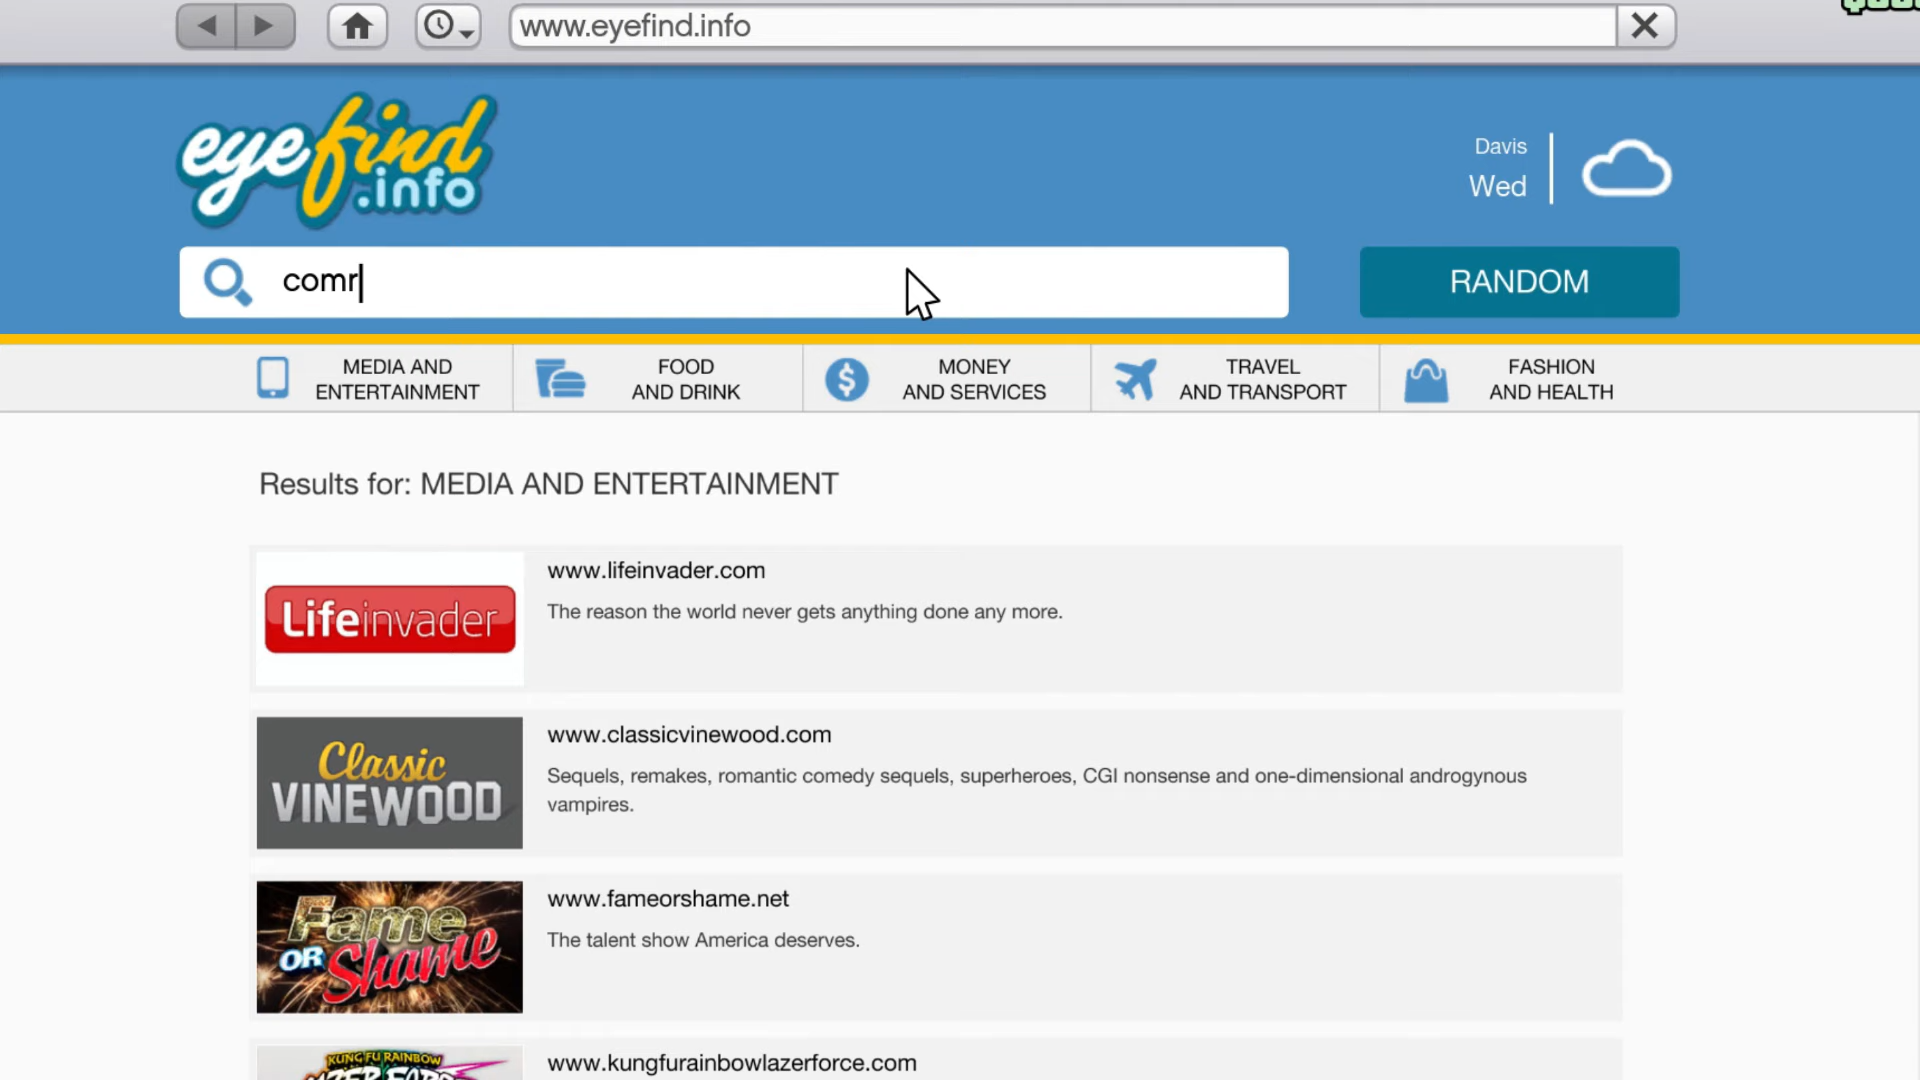 www.eyefind.info
eyefind
.info
Davis
Wed
comr
RANDOM
MEDIA AND
ENTERTAINMENT
FOOD
AND DRINK
MONEY
AND SERVICES
TRAVEL
AND TRANSPORT
FASHION
AND HEALTH
Results for: MEDIA AND ENTERTAINMENT
Lifeinvader
www.lifeinvader.com
The reason the world never gets anything done any more.
Classic
VINEWOOD
www.classicvinewood.com
Sequels, remakes, romantic comedy sequels, superheroes, CGI nonsense and one-dimensional androgynous
vampires.
Fame
OR Shame
www.fameorshame.net
The talent show America deserves.
KUNG FU RAINBOW
www.kungfurainbowlazerforce.com